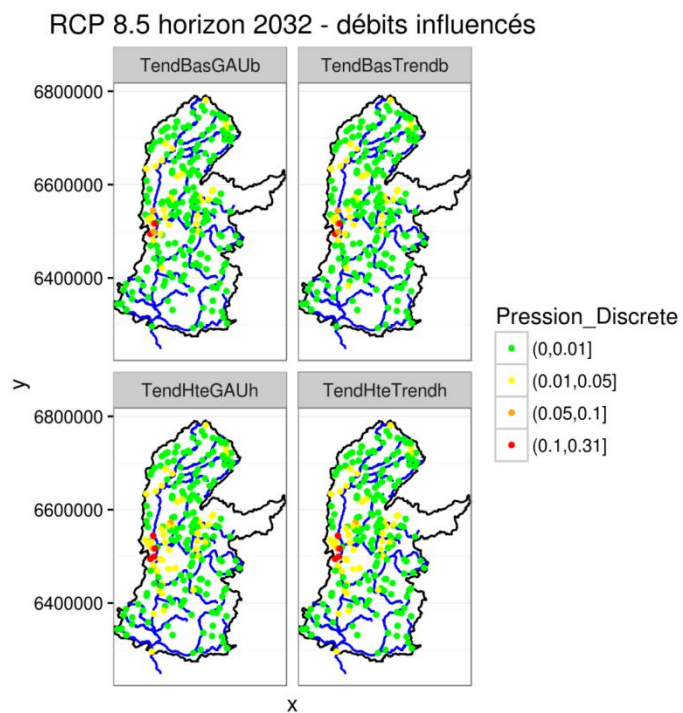 RCP 8.5 horizon 2032 - débits influencés
TendBasGAUb
TendBasTrendb
6800000
6600000
6400000
TendHteGAUh
TendHteTrendh
6800000
6600000
6400000
y
x
Pression_Discrete
(0,0.01]
(0.01,0.05]
(0.05,0.1]
(0.1,0.31]